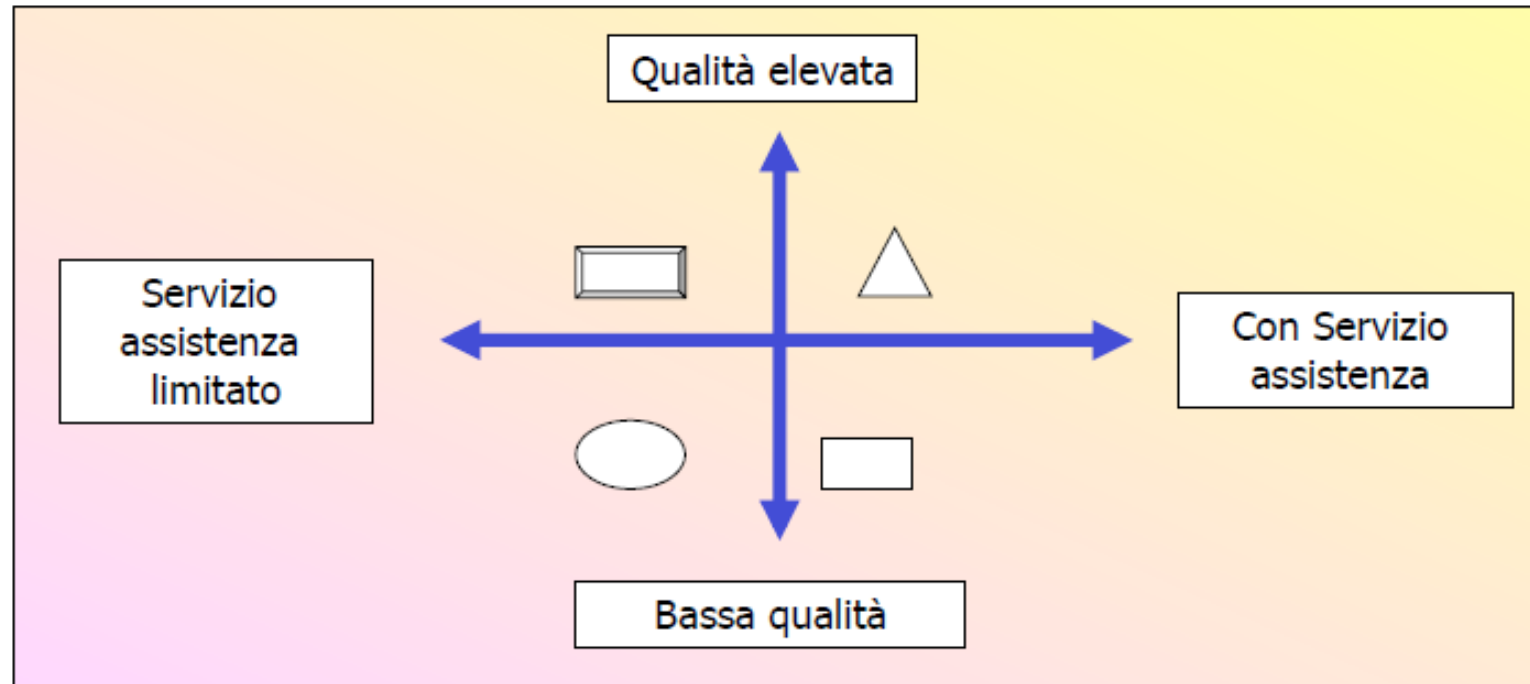 Qualità elevata
Servizio
assistenza
limitato
Con Servizio
assistenza
Bassa qualità